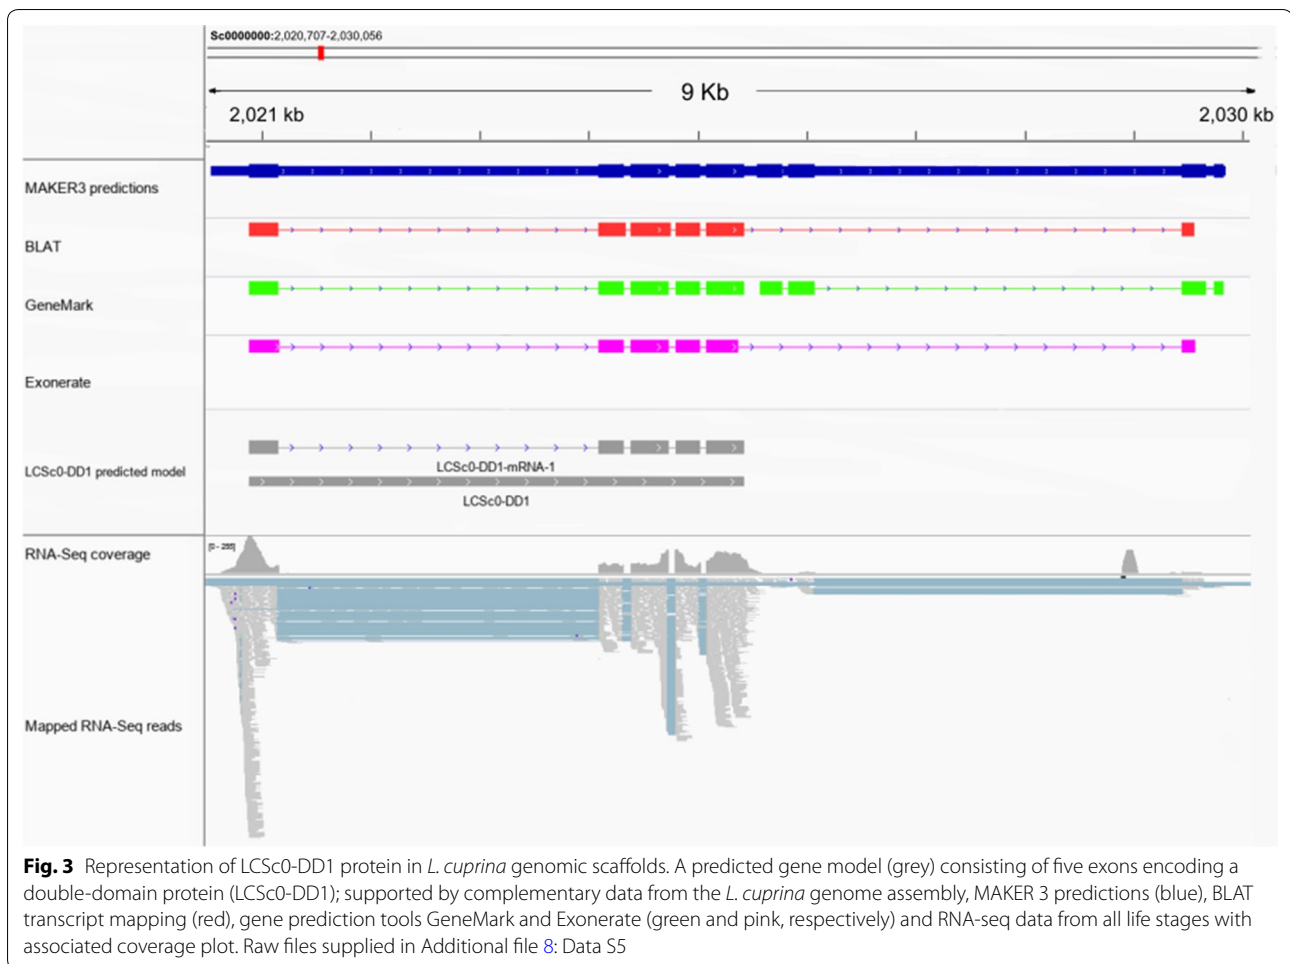 Sc0000000:2,020,707-2,030,056
9 Kb
2,021 kb
2,030 kb
MAKER3 predictions
BLAT
GeneMark
Exonerate
LCSc0-DD1 predicted model
LCSc0-DD1-mRNA-1
LCSc0-DD1
RNA-Seq coverage
[0 - 255]
Mapped RNA-Seq reads
Fig. 3 Representation of LCSc0-DD1 protein in L. cuprina genomic scaffolds. A predicted gene model (grey) consisting of five exons encoding a
double-domain protein (LCSc0-DD1); supported by complementary data from the L. cuprina genome assembly, MAKER 3 predictions (blue), BLAT
transcript mapping (red), gene prediction tools GeneMark and Exonerate (green and pink, respectively) and RNA-seq data from all life stages with
associated coverage plot. Raw files supplied in Additional file 8: Data S5